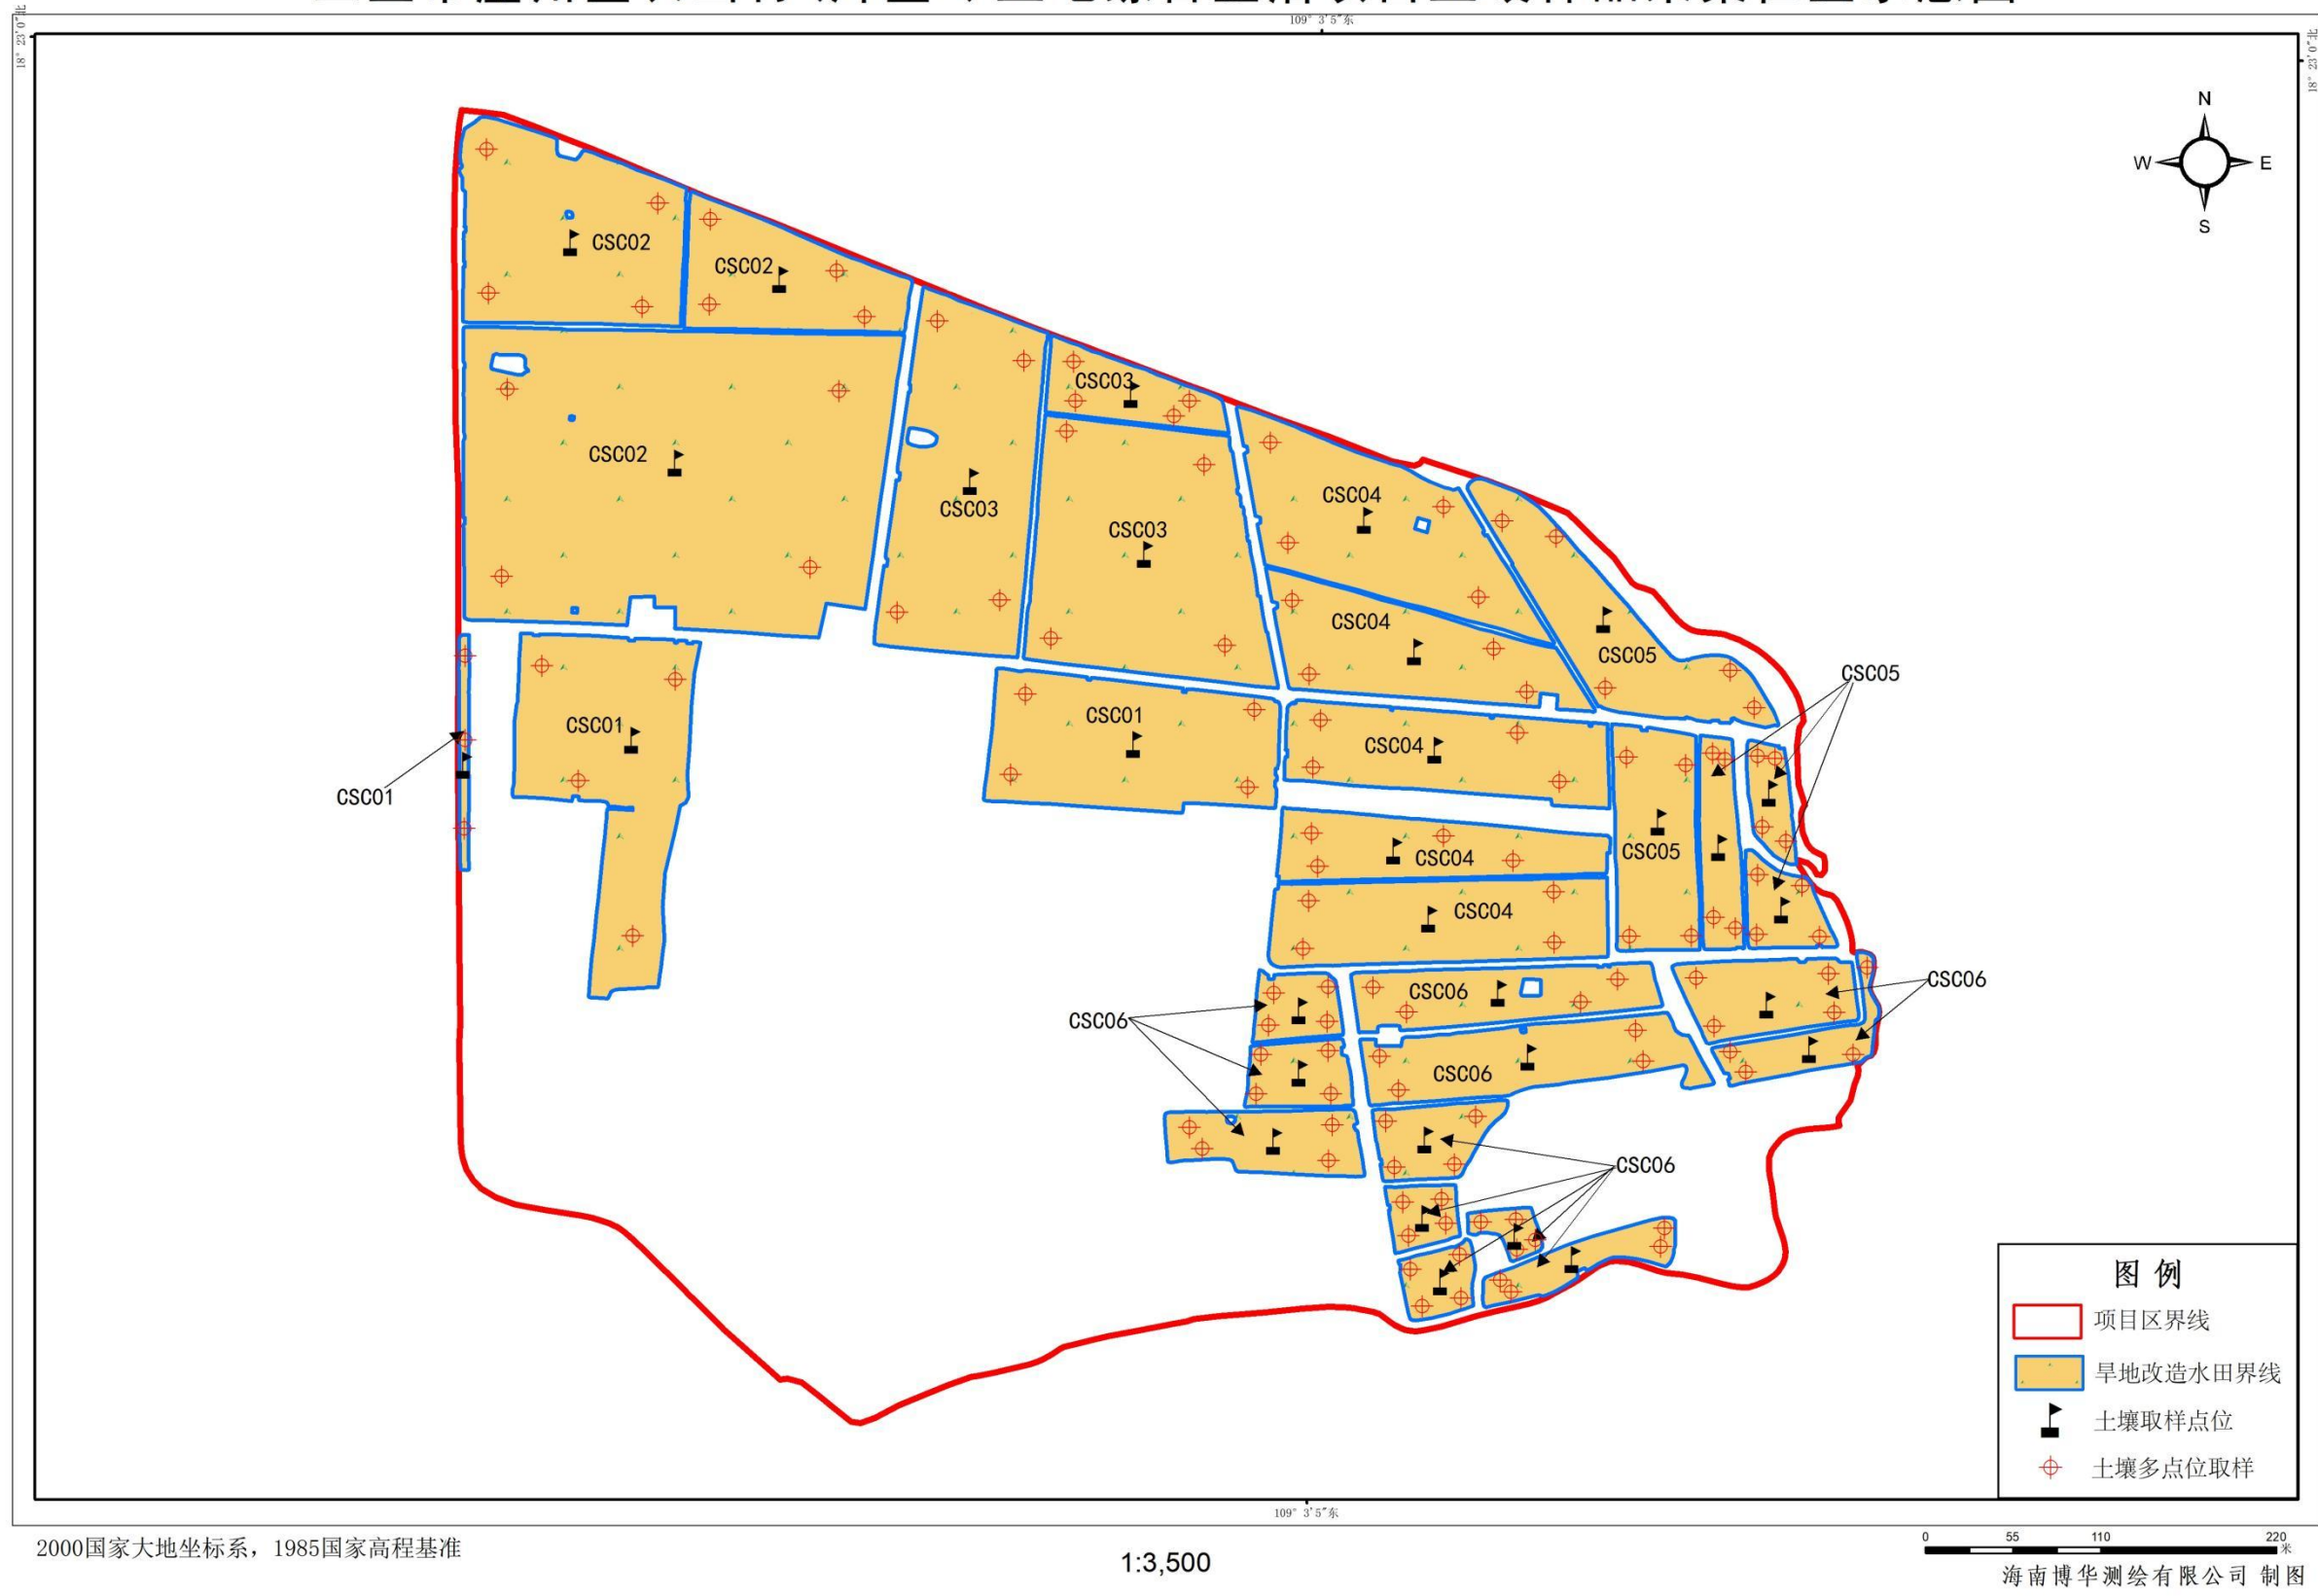 109° 3′5″东
18° 23′0″北
18° 23′0″北
N
W
E
S
CSC02
CSC02
CSC03
CSC02
CSC04
CSC03
CSC03
CSC04
CSC05
CSC05
CSC01
CSC01
CSC04
CSC01
CSC05
CSC04
CSC04
CSC06
CSC06
CSC06
CSC06
CSC06
图 例
项目区界线
旱地改造水田界线
土壤取样点位
土壤多点位取样
109° 3′5″东
2000国家大地坐标系，1985国家高程基准
1:3,500
0 55 110 220
米
海南博华测绘有限公司 制图